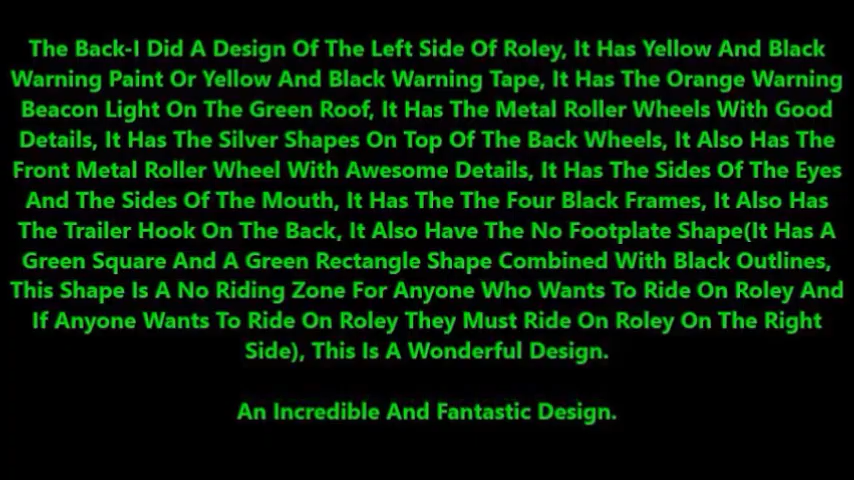 The Back-I Did A Design Of The Left Side Of Roley, It Has Yellow And Black
Warning Paint Or Yellow And Black Warning Tape, It Has The Orange Warning
Beacon Light On The Green Roof, It Has The Metal Roller Wheels With Good
Details, It Has The Silver Shapes On Top Of The Back Wheels, It Also Has The
Front Metal Roller Wheel With Awesome Details, It Has The Sides Of The Eyes
And The Sides Of The Mouth, It Has The The Four Black Frames, It Also Has
The Trailer Hook On The Back, It Also Have The No Footplate Shape(It Has A
Green Square And A Green Rectangle Shape Combined With Black Outlines,
This Shape Is A No Riding Zone For Anyone Who Wants To Ride On Roley And
If Anyone Wants To Ride On Roley They Must Ride On Roley On The Right
Side), This Is A Wonderful Design.
An Incredible And Fantastic Design.